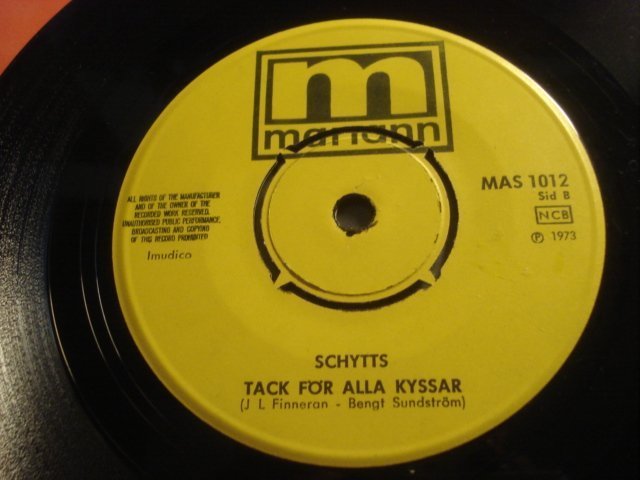 m
mariann
MAS 1012
Sid B
NCB
℗ 1973
ALL RIGHTS OF THE MANUFACTURER
AND OF THE OWNER OF THE
RECORDED WORK RESERVED.
UNAUTHORISED PUBLIC PERFORMANCE,
BROADCASTING AND COPYING
OF THIS RECORD PROHIBITED
Imudico
SCHYTTS
TACK FÖR ALLA KYSSAR
(J L Finneran - Bengt Sundström)